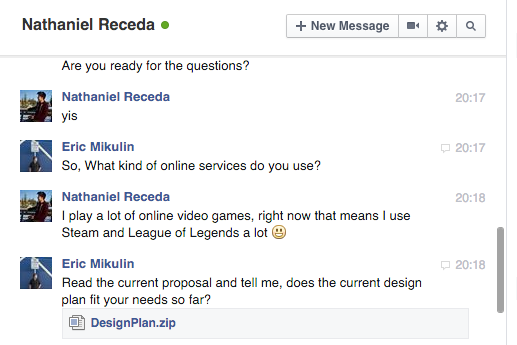 Nathaniel Receda
+ New Message
Are you ready for the questions?
Nathaniel Receda 20:17
yis
Eric Mikulin 20:17
So, What kind of online services do you use?
Nathaniel Receda 20:18
I play a lot of online video games, right now that means I use
Steam and League of Legends a lot 😃
Eric Mikulin 20:18
Read the current proposal and tell me, does the current design
plan fit your needs so far?
DesignPlan.zip